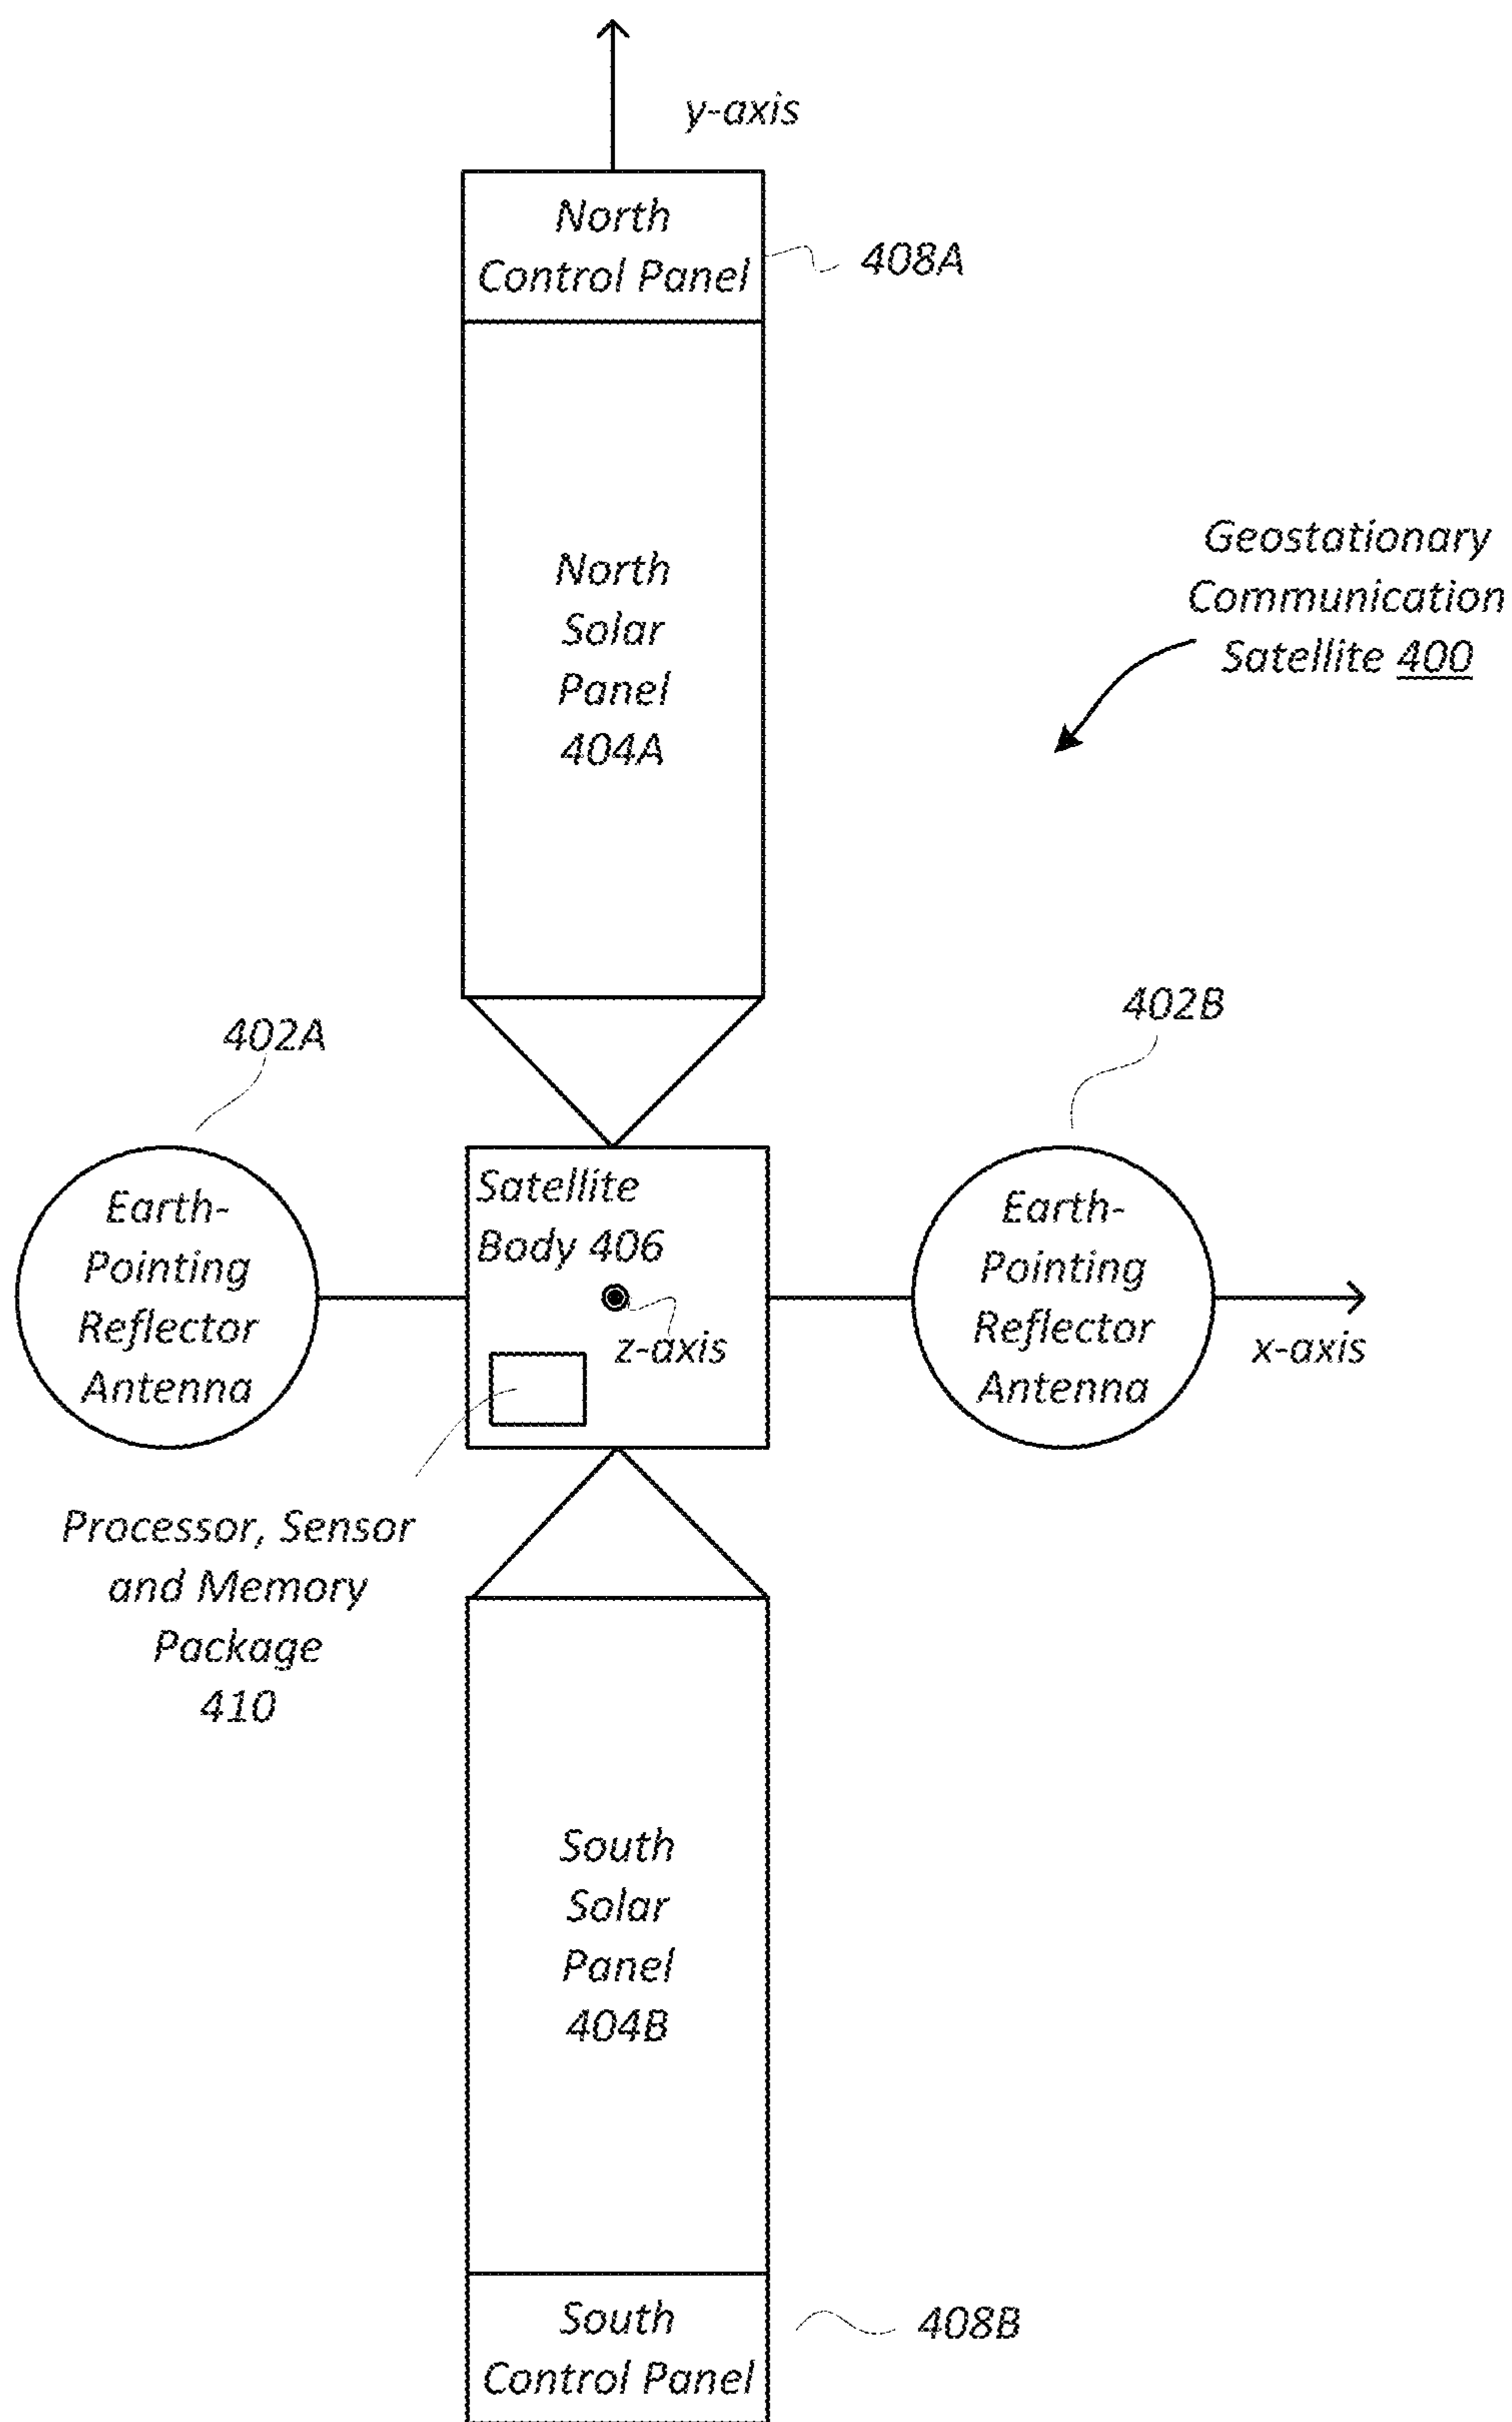 y-axis
North
Control Panel
408A
North
Solar
Panel
404A
Geostationary
Communication
Satellite 400
402A
402B
Earth-
Pointing
Reflector
Antenna
Satellite
Body 406
z-axis
Earth-
Pointing
Reflector
Antenna
x-axis
Processor, Sensor
and Memory
Package
410
South
Solar
Panel
404B
South
Control Panel
408B